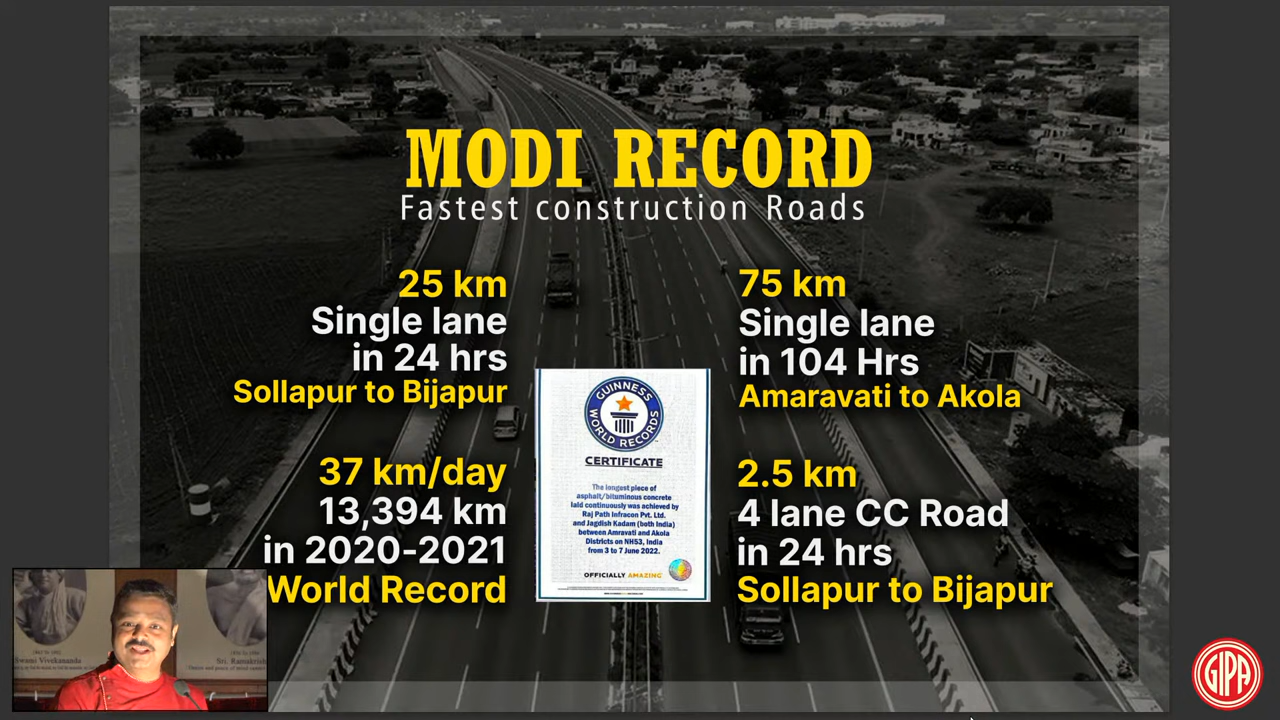 MODI RECORD
Fastest construction Roads
25 km
Single lane
in 24 hrs
Sollapur to Bijapur
75 km
Single lane
in 104 Hrs
Amaravati to Akola
37 km/day
13,394 km
in 2020-2021
World Record
2.5 km
4 lane CC Road
in 24 hrs
Sollapur to Bijapur
GUINNESS
WORLD RECORDS
CERTIFICATE
The longest piece of
asphalt/bituminous concrete
laid continuously was achieved by
Raj Path Infracon Pvt. Ltd.
and Jagdish Kadam (both India)
between Amravati and Akola
Districts on NH53, India
from 3 to 7 June 2022.
OFFICIALLY AMAZING
Swami Vivekananda
Sri. Ramakrish
GIPA